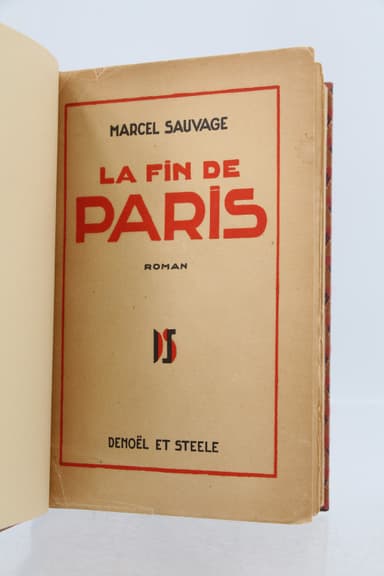 MARCEL SAUVAGE
LA FiN DE
PARiS
ROMAN
DS
DENOËL ET STEELE